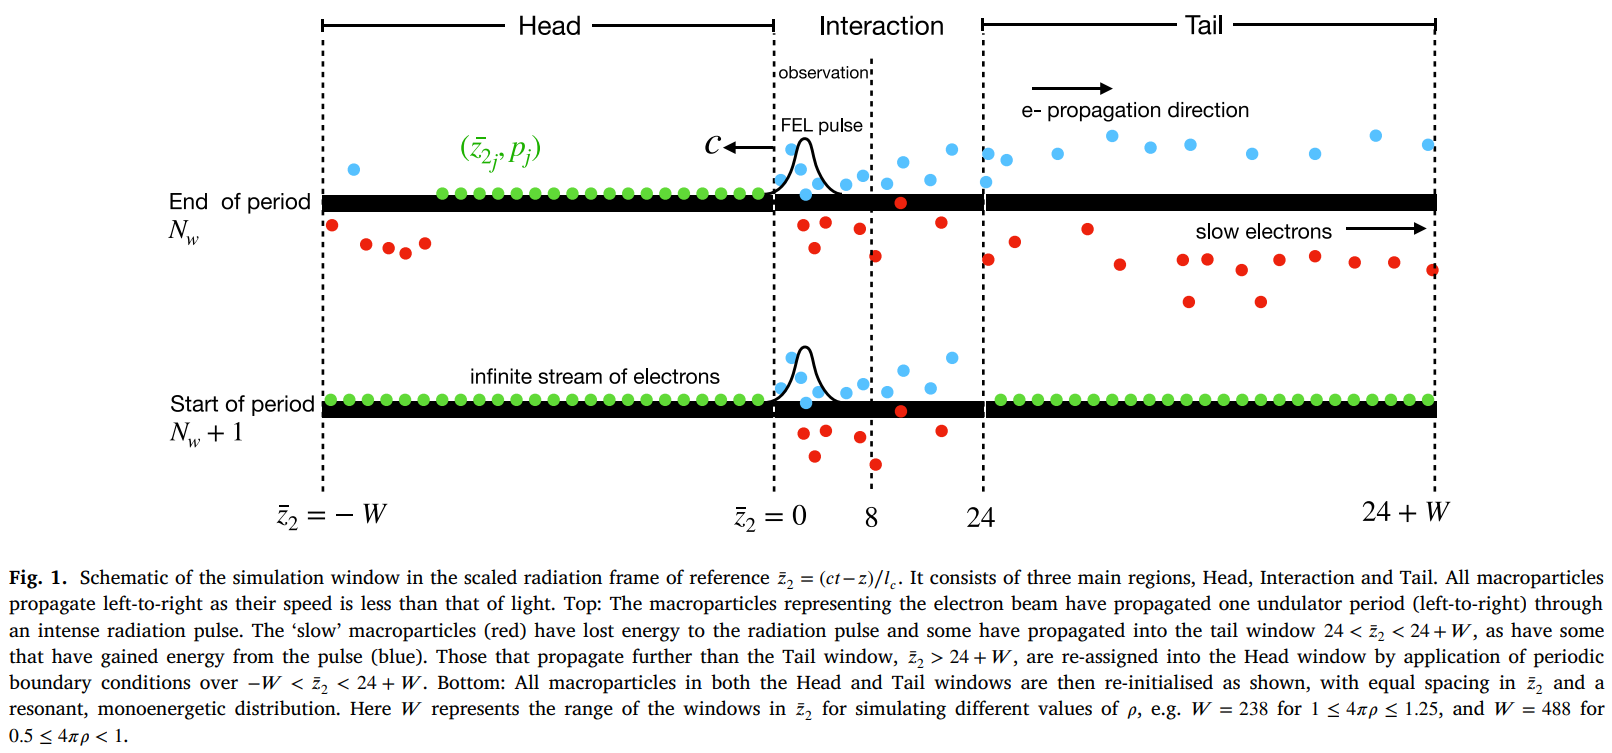 Head
Interaction
Tail
observation
e- propagation direction
FEL pulse
c
(z̄₂ⱼ, pⱼ)
End of period
N_w
slow electrons
infinite stream of electrons
Start of period
N_w + 1
z̄₂ = − W
z̄₂ = 0
8
24
24 + W
Fig. 1. Schematic of the simulation window in the scaled radiation frame of reference z̄₂ = (ct−z)/l_c. It consists of three main regions, Head, Interaction and Tail. All macroparticles
propagate left-to-right as their speed is less than that of light. Top: The macroparticles representing the electron beam have propagated one undulator period (left-to-right) through
an intense radiation pulse. The ‘slow’ macroparticles (red) have lost energy to the radiation pulse and some have propagated into the tail window 24 < z̄₂ < 24 + W, as have some
that have gained energy from the pulse (blue). Those that propagate further than the Tail window, z̄₂ > 24 + W, are re-assigned into the Head window by application of periodic
boundary conditions over −W < z̄₂ < 24 + W. Bottom: All macroparticles in both the Head and Tail windows are then re-initialised as shown, with equal spacing in z̄₂ and a
resonant, monoenergetic distribution. Here W represents the range of the windows in z̄₂ for simulating different values of ρ, e.g. W = 238 for 1 ≤ 4πρ ≤ 1.25, and W = 488 for
0.5 ≤ 4πρ < 1.